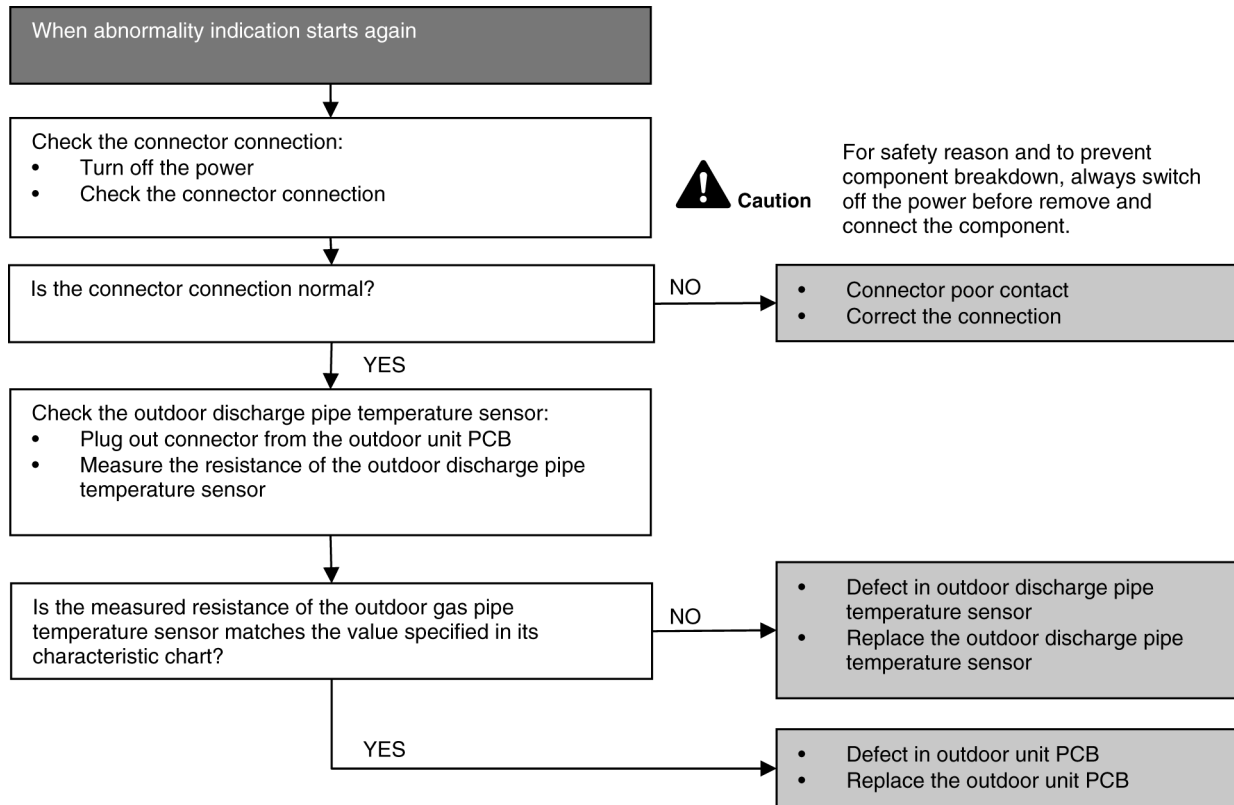 When abnormality indication starts again
Check the connector connection:
• Turn off the power
• Check the connector connection
Caution
For safety reason and to prevent
component breakdown, always switch
off the power before remove and
connect the component.
Is the connector connection normal?
NO
• Connector poor contact
• Correct the connection
YES
Check the outdoor discharge pipe temperature sensor:
• Plug out connector from the outdoor unit PCB
• Measure the resistance of the outdoor discharge pipe
temperature sensor
Is the measured resistance of the outdoor gas pipe
temperature sensor matches the value specified in its
characteristic chart?
NO
• Defect in outdoor discharge pipe
temperature sensor
• Replace the outdoor discharge pipe
temperature sensor
YES
• Defect in outdoor unit PCB
• Replace the outdoor unit PCB